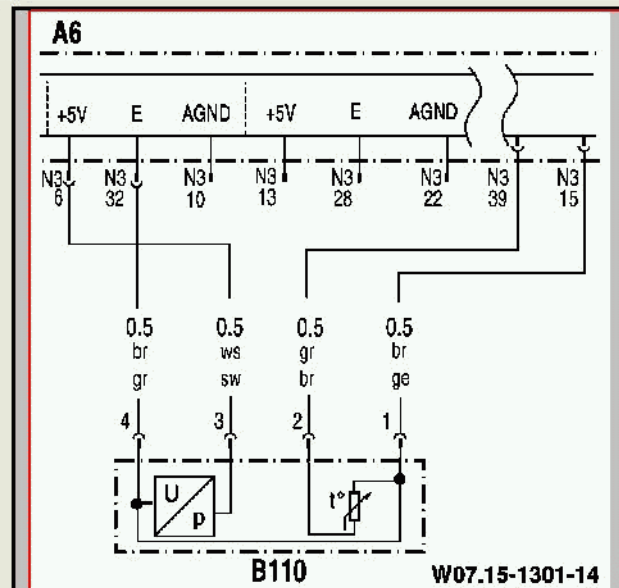 A6
+5V E AGND +5V E AGND
N3 N3 N3 N3 N3 N3 N3 N3
6 32 10 13 28 22 39 15
0.5 0.5 0.5 0.5
br ws gr br
gr sw br ge
4 3 2 1
U t°
p
B110
W07.15-1301-14